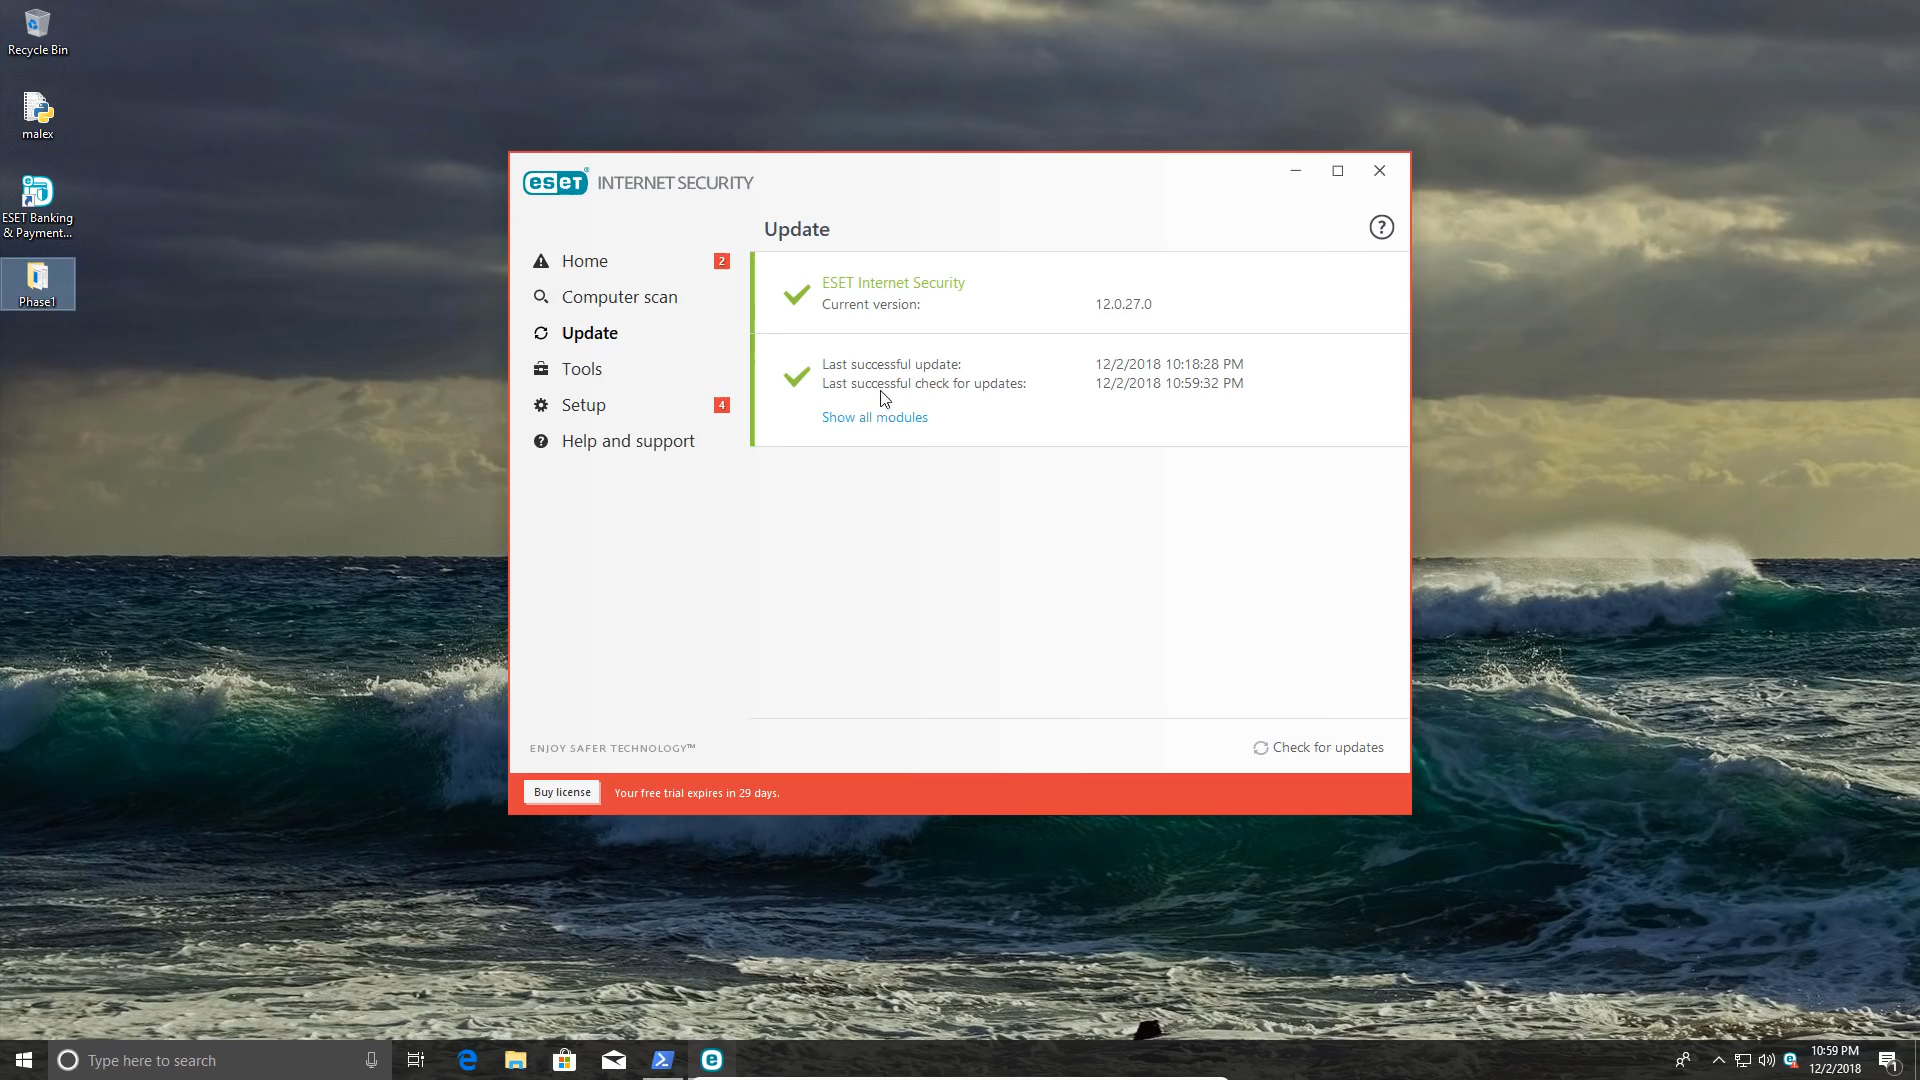 Recycle Bin
malex
ESET Banking
& Payment...
Phase1
eseT® INTERNET SECURITY
Update
?
Home 2
Computer scan
Update
Tools
Setup 4
Help and support
ESET Internet Security
Current version: 12.0.27.0
Last successful update: 12/2/2018 10:18:28 PM
Last successful check for updates: 12/2/2018 10:59:32 PM
Show all modules
ENJOY SAFER TECHNOLOGY™
Check for updates
Buy license
Your free trial expires in 29 days.
Type here to search
10:59 PM
12/2/2018
1